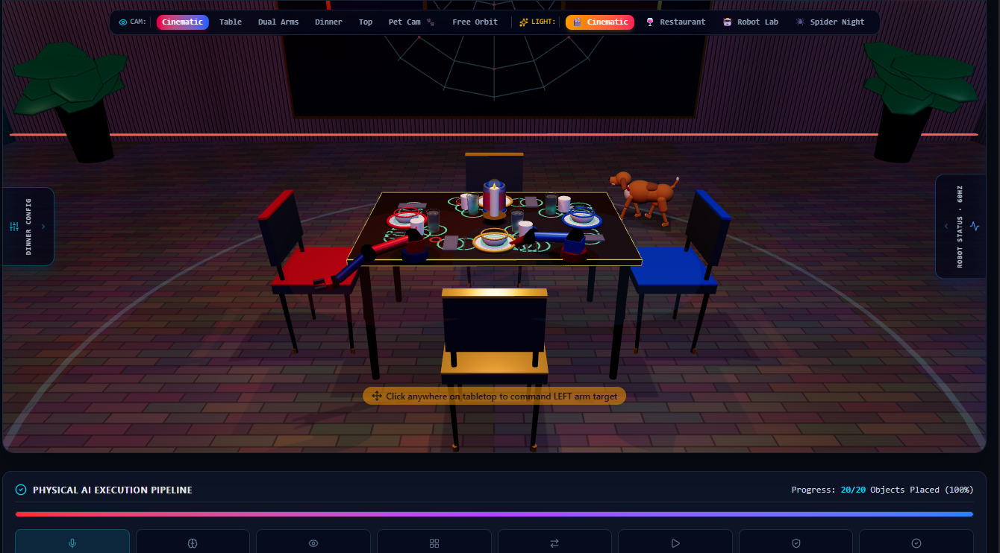 CAM: Cinematic Table Dual Arms Dinner Top Pet Cam Free Orbit LIGHT: Cinematic Restaurant Robot Lab Spider Night
DINNER CONFIG
ROBOT STATUS · 60HZ
Click anywhere on tabletop to command LEFT arm target
PHYSICAL AI EXECUTION PIPELINE
Progress: 20/20 Objects Placed (100%)